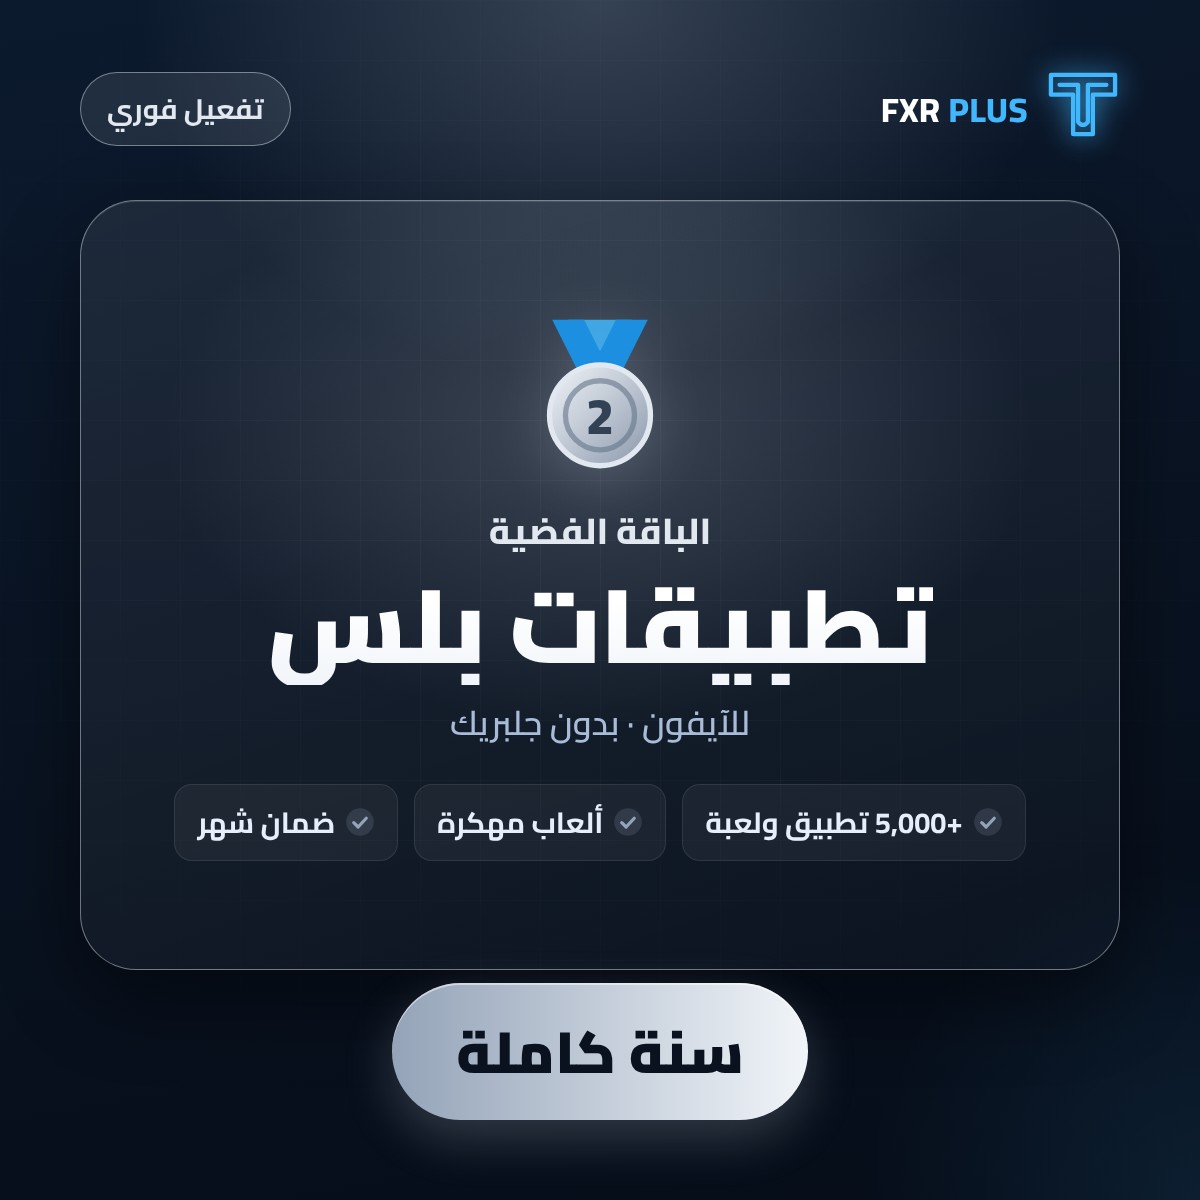 FXR PLUS
تفعيل فوري
2
الباقة الفضية
تطبيقات بلس
للآيفون · بدون جلبريك
+5,000 تطبيق ولعبة
ألعاب مهكرة
ضمان شهر
سنة كاملة